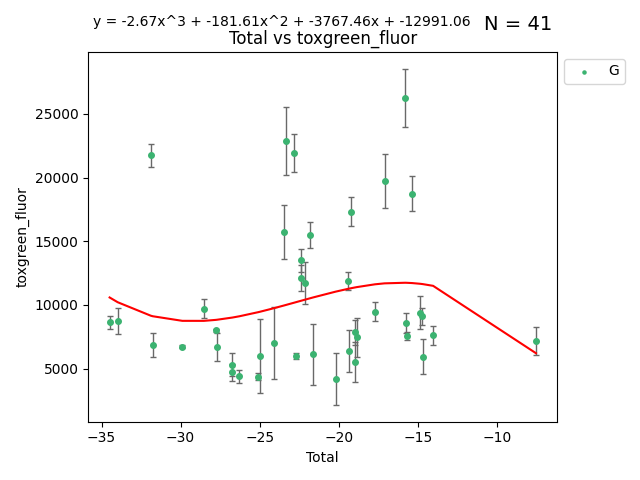 y = -2.67x^3 + -181.61x^2 + -3767.46x + -12991.06 N = 41
Total vs toxgreen_fluor
G
25000
20000
15000
10000
5000
toxgreen_fluor
−35 −30 −25 −20 −15 −10
Total